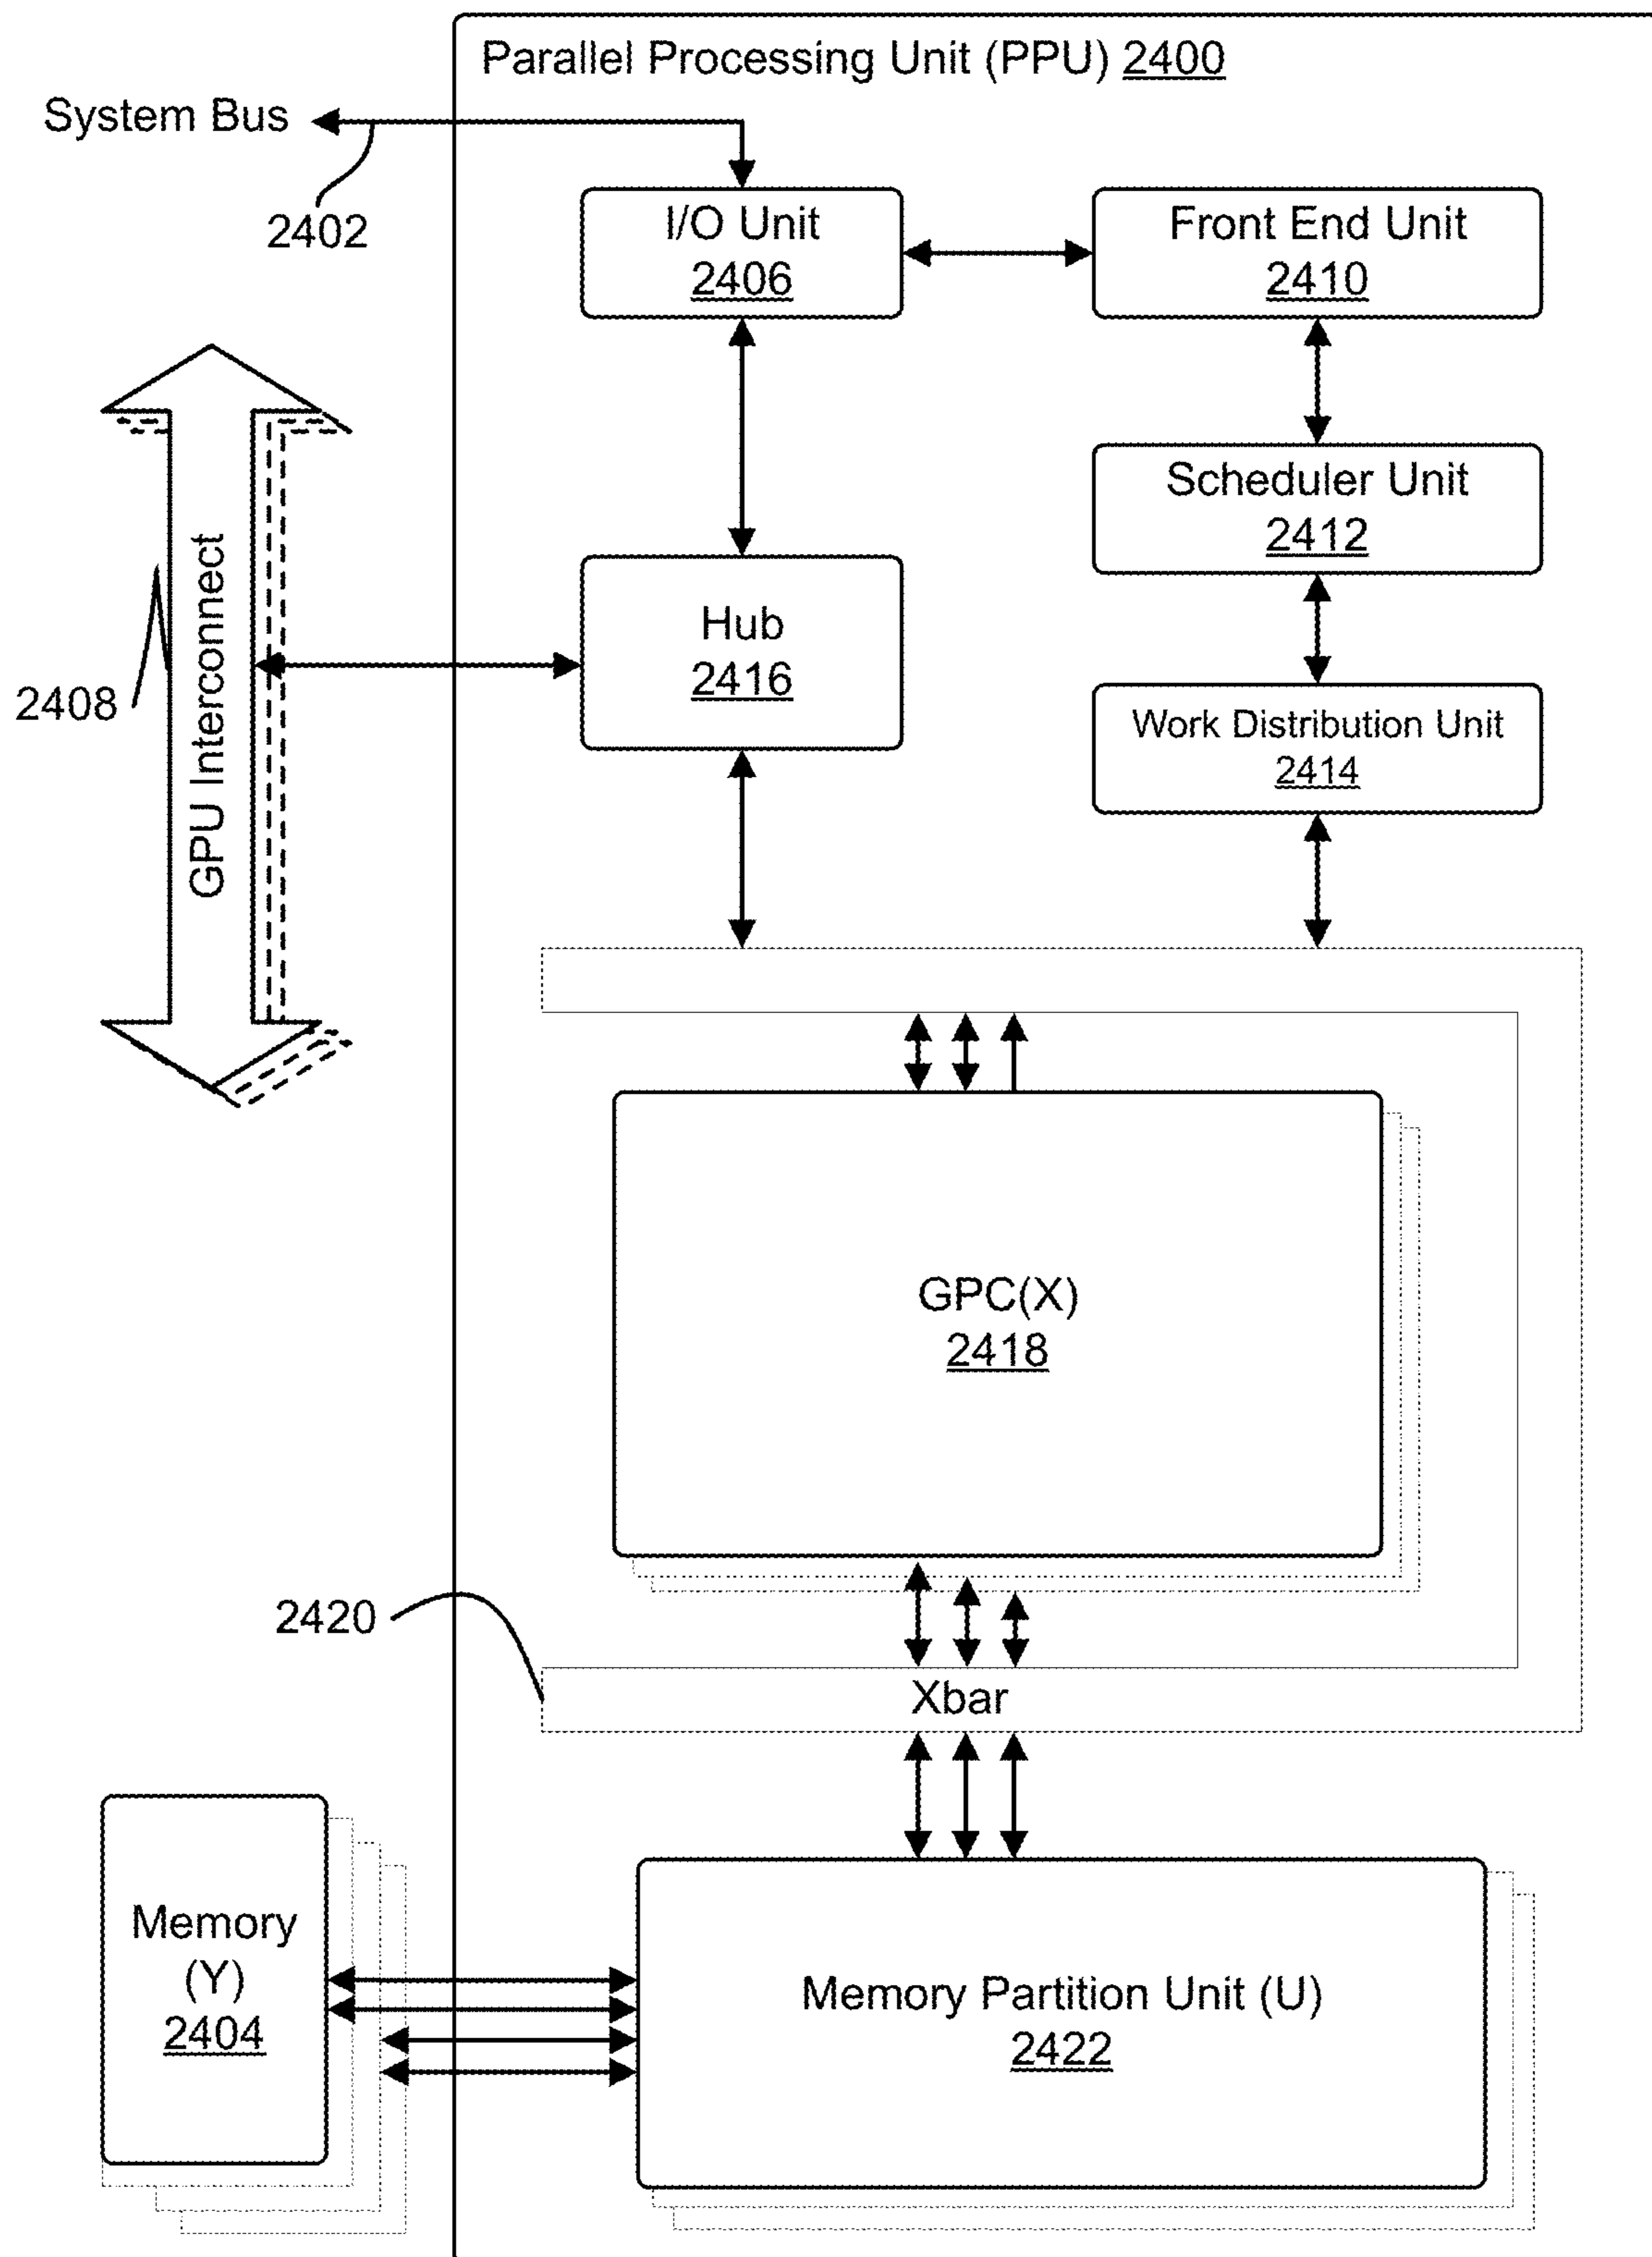 Parallel Processing Unit (PPU) 2400
System Bus
2402
I/O Unit
2406
Front End Unit
2410
Scheduler Unit
2412
GPU Interconnect
2408
Hub
2416
Work Distribution Unit
2414
GPC(X)
2418
2420
Xbar
Memory
(Y)
2404
Memory Partition Unit (U)
2422